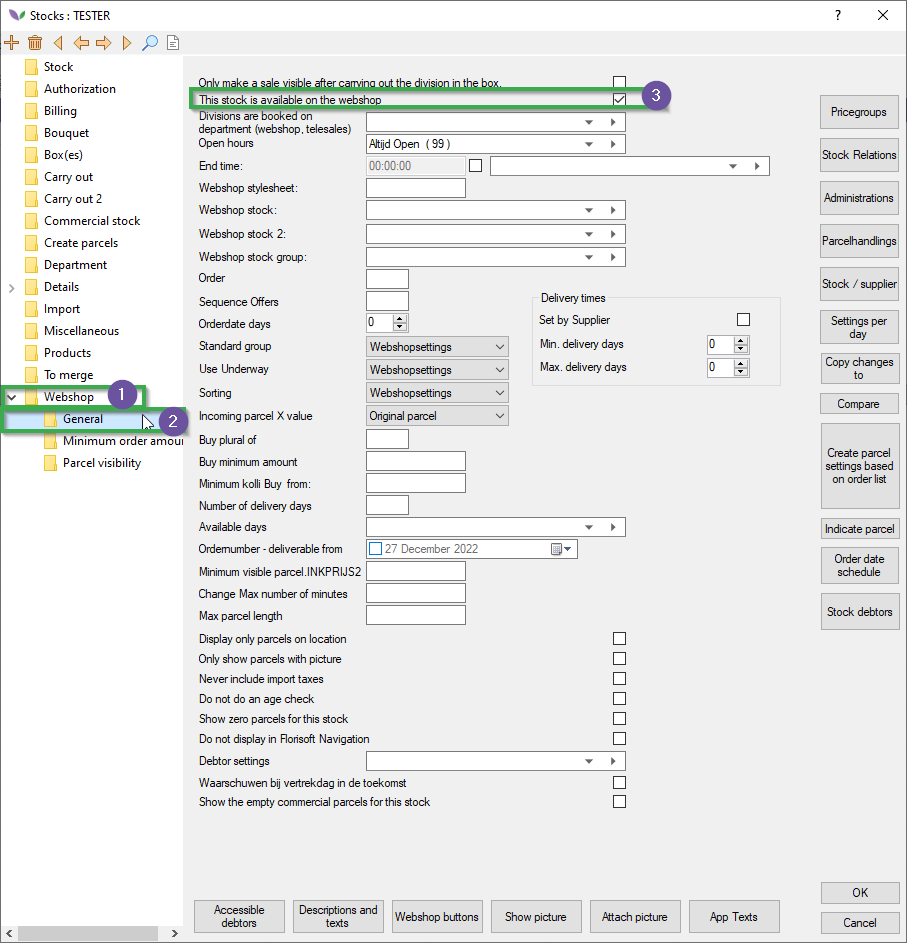 Stocks : TESTER
?
Stock
Authorization
Billing
Bouquet
Box(es)
Carry out
Carry out 2
Commercial stock
Create parcels
Department
Details
Import
Miscellaneous
Products
To merge
Webshop
1
General
2
Minimum order amou
Parcel visibility
Only make a sale visible after carrying out the division in the box.
This stock is available on the webshop
3
Divisions are booked on
department (webshop, telesales)
Open hours
Altijd Open ( 99 )
End time:
00:00:00
Webshop stylesheet:
Webshop stock:
Webshop stock 2:
Webshop stock group:
Order
Sequence Offers
Orderdate days
0
Standard group
Webshopsettings
Use Underway
Webshopsettings
Sorting
Webshopsettings
Incoming parcel X value
Original parcel
Buy plural of
Buy minimum amount
Minimum kolli Buy from:
Number of delivery days
Available days
Ordernumber - deliverable from
27 December 2022
Minimum visible parcel.INKPRIJS2
Change Max number of minutes
Max parcel length
Display only parcels on location
Only show parcels with picture
Never include import taxes
Do not do an age check
Show zero parcels for this stock
Do not display in Florisoft Navigation
Debtor settings
Waarschuwen bij vertrekdag in de toekomst
Show the empty commercial parcels for this stock
Delivery times
Set by Supplier
Min. delivery days
0
Max. delivery days
0
Pricegroups
Stock Relations
Administrations
Parcelhandlings
Stock / supplier
Settings per
day
Copy changes
to
Compare
Create parcel
settings based
on order list
Indicate parcel
Order date
schedule
Stock debtors
OK
Cancel
Accessible
debtors
Descriptions and
texts
Webshop buttons
Show picture
Attach picture
App Texts